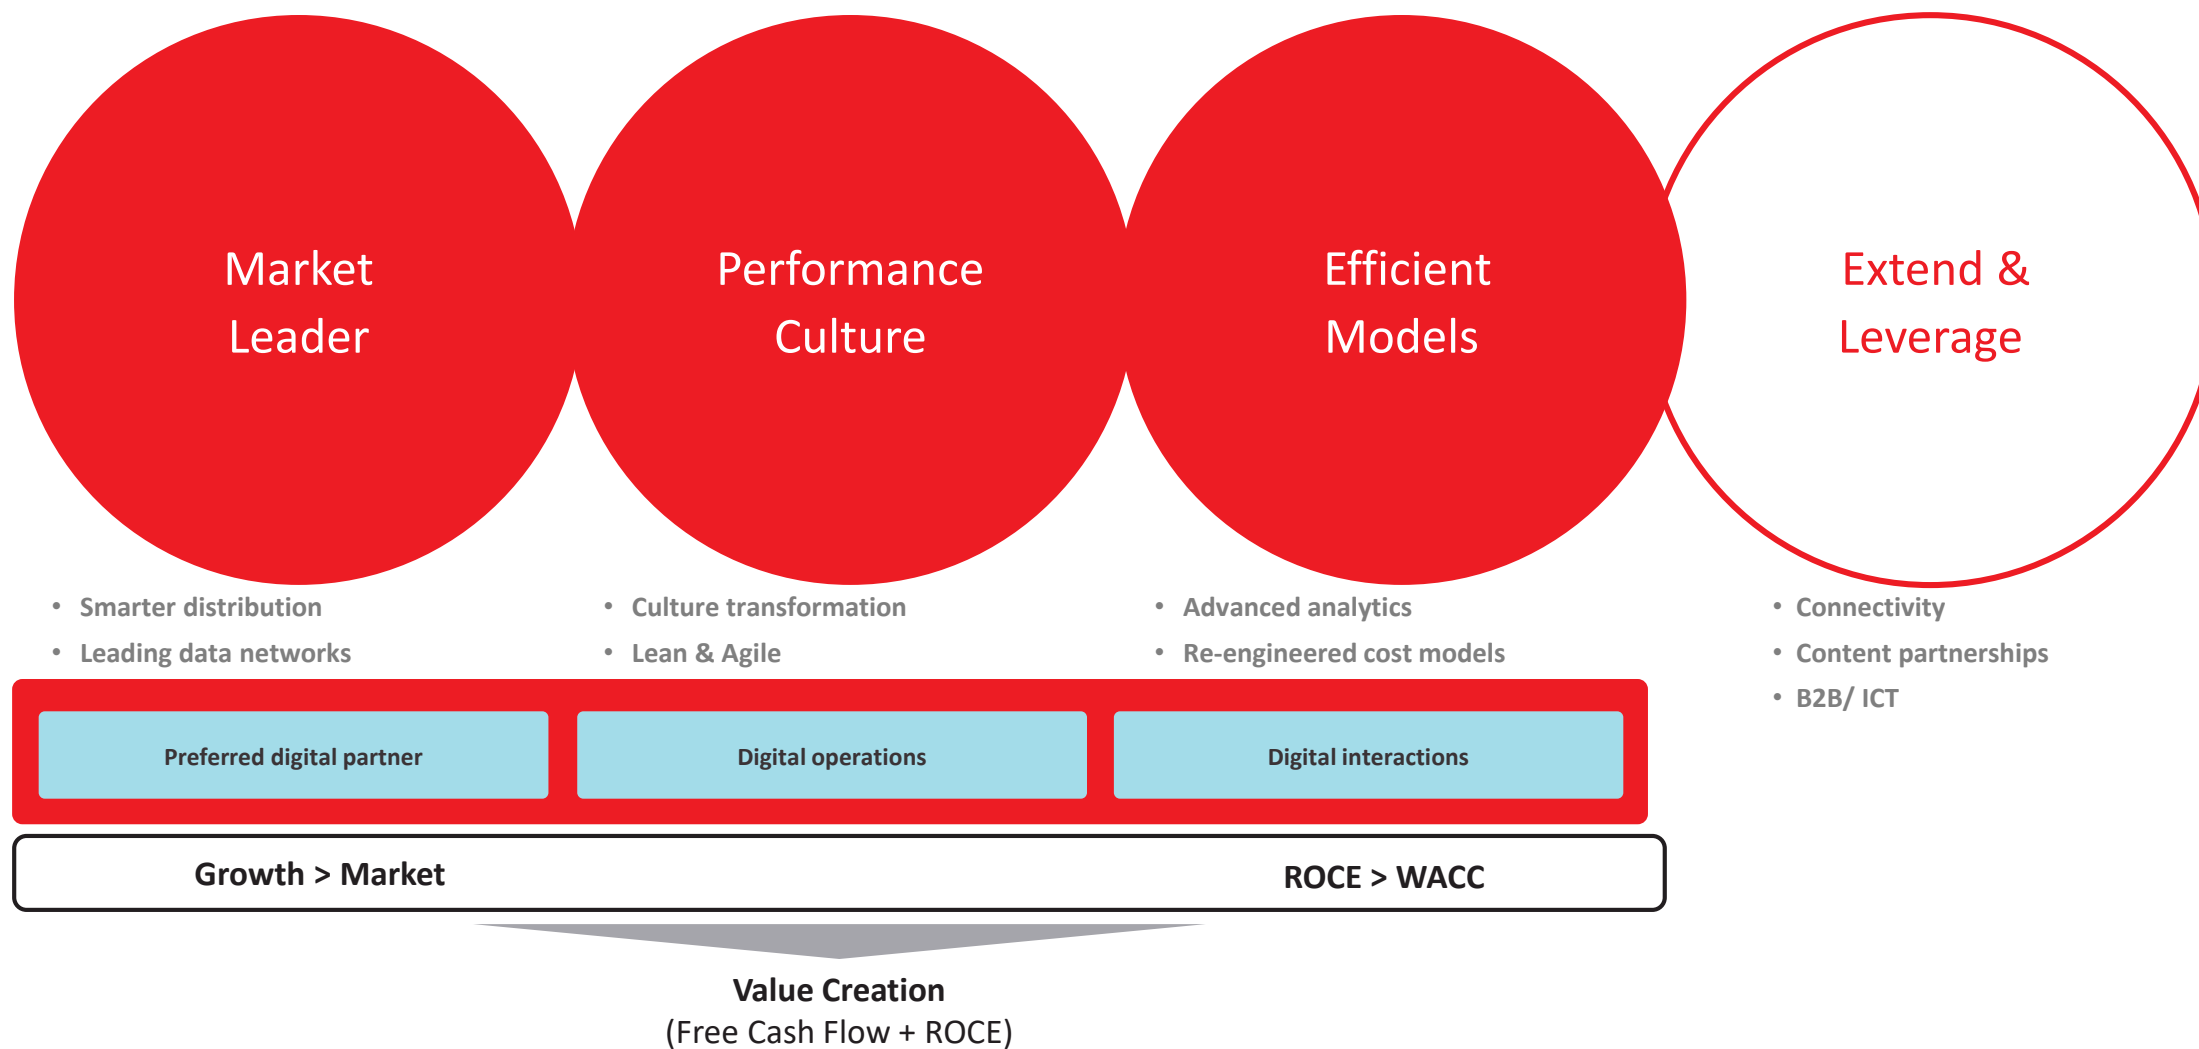 Market
Leader
Performance
Culture
Efficient
Models
Extend &
Leverage
• Smarter distribution
• Leading data networks
• Culture transformation
• Lean & Agile
• Advanced analytics
• Re-engineered cost models
• Connectivity
• Content partnerships
• B2B/ ICT
Preferred digital partner
Digital operations
Digital interactions
Growth > Market
ROCE > WACC
Value Creation
(Free Cash Flow + ROCE)